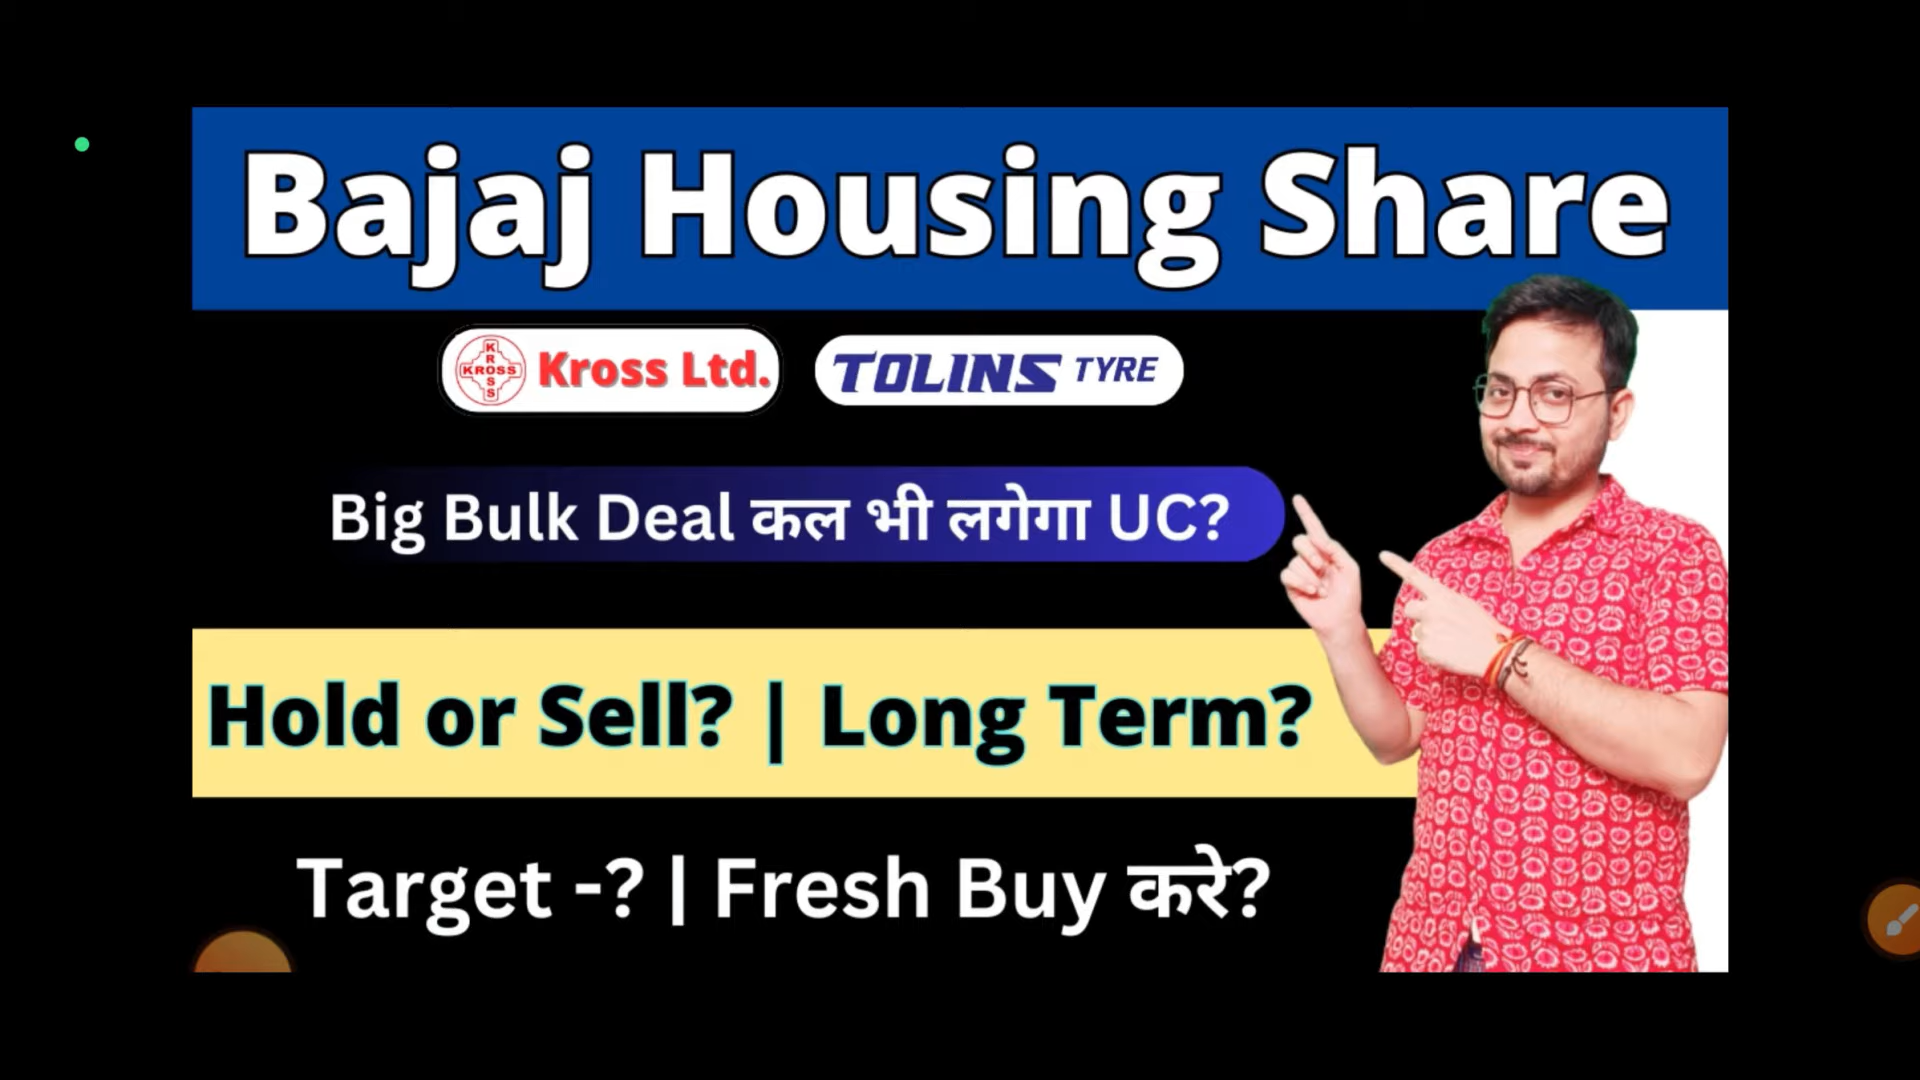 Bajaj Housing Share
KROSS KROSS Kross Ltd. TOLINS TYRE
Big Bulk Deal कल भी लगेगा UC?
Hold or Sell? | Long Term?
Target -? | Fresh Buy करे?